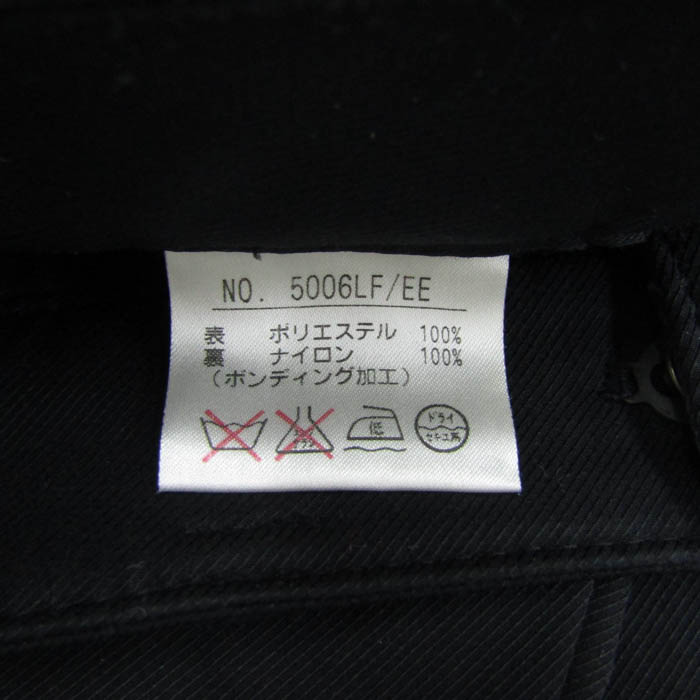 NO. 5006LF/EE
表 ポリエステル 100%
裏 ナイロン 100%
(ボンディング加工)
低
ドライ
セキユ系